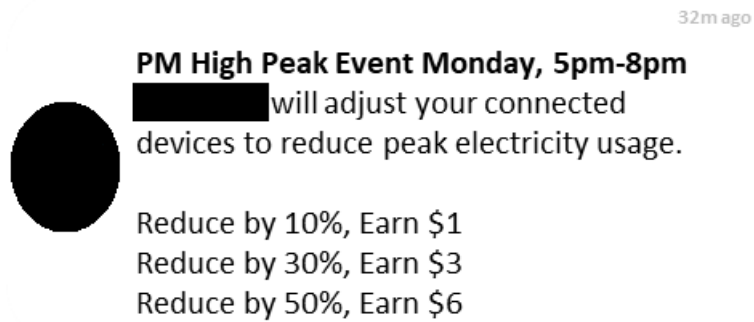 32m ago
PM High Peak Event Monday, 5pm-8pm
will adjust your connected
devices to reduce peak electricity usage.
Reduce by 10%, Earn $1
Reduce by 30%, Earn $3
Reduce by 50%, Earn $6